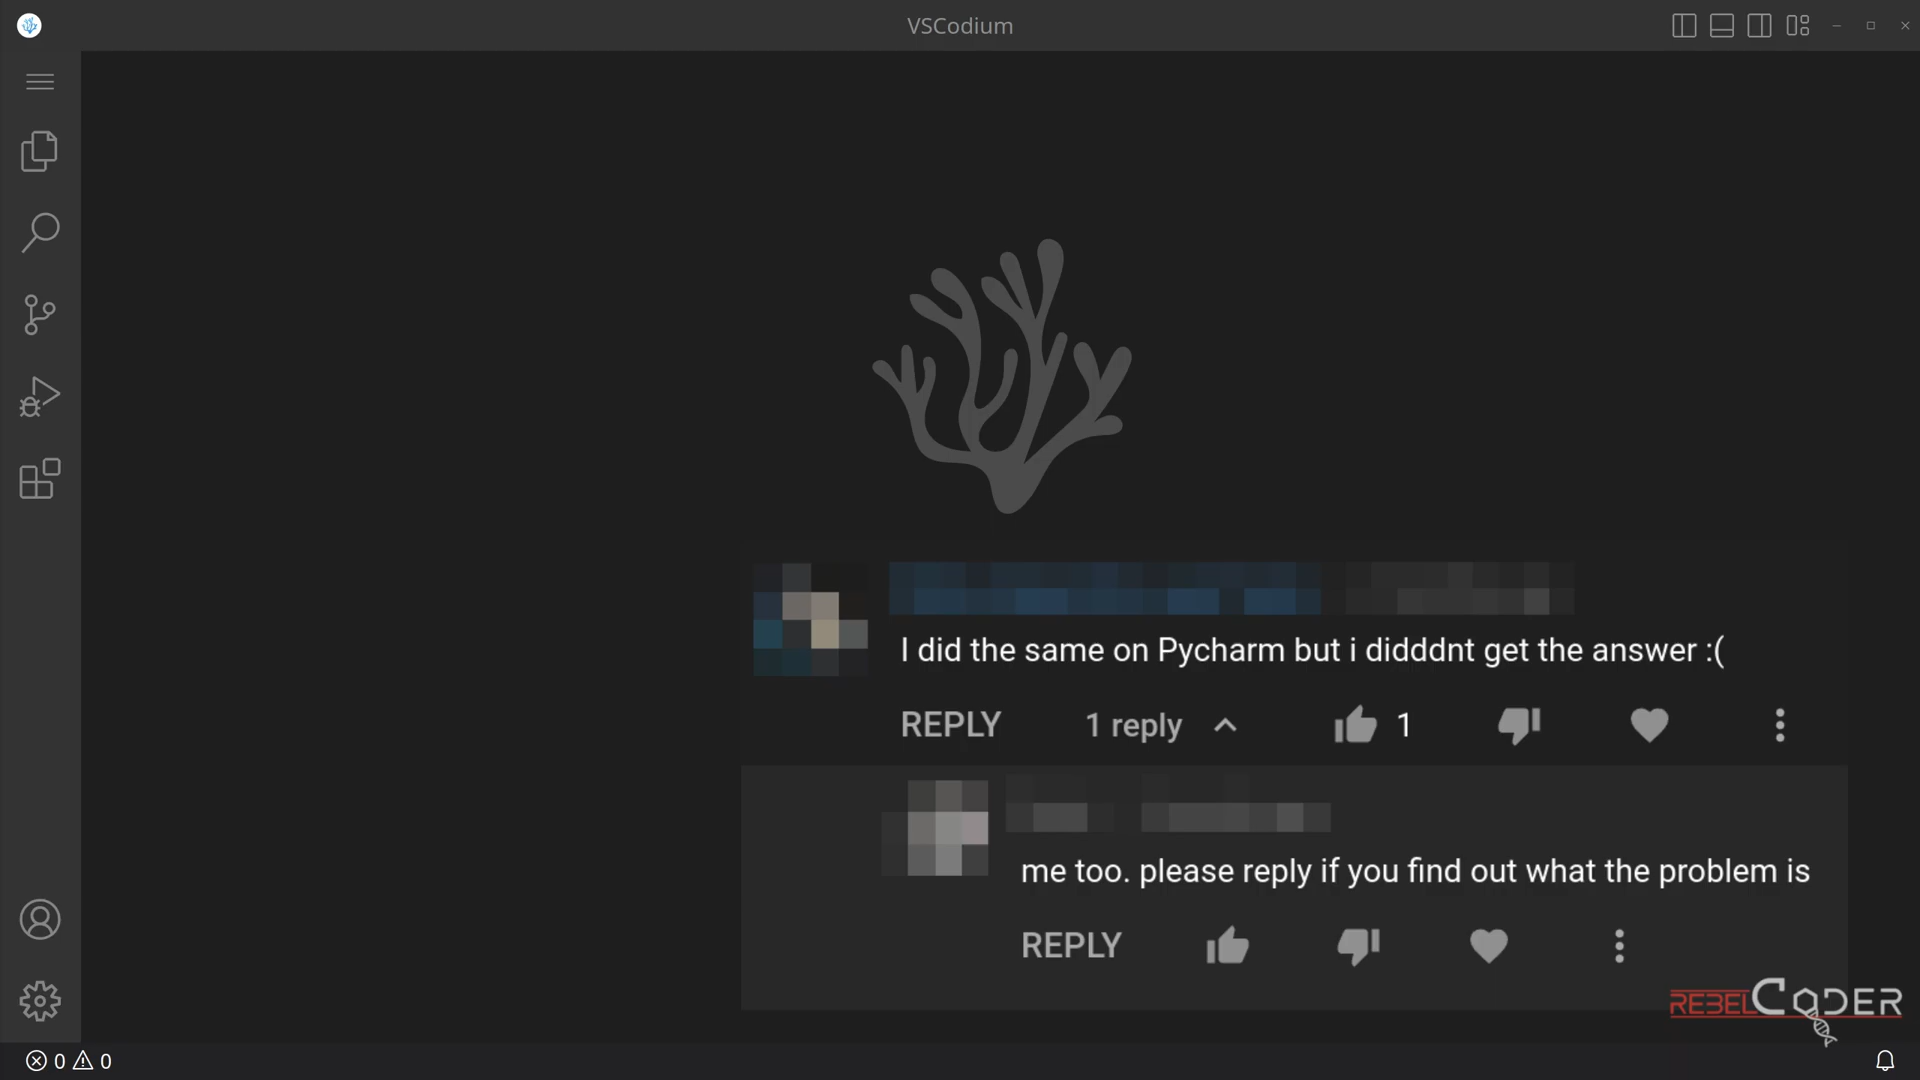 VSCodium
I did the same on Pycharm but i didddnt get the answer :(
REPLY 1 reply 1
me too. please reply if you find out what the problem is
REPLY
REBELCODER
0 0